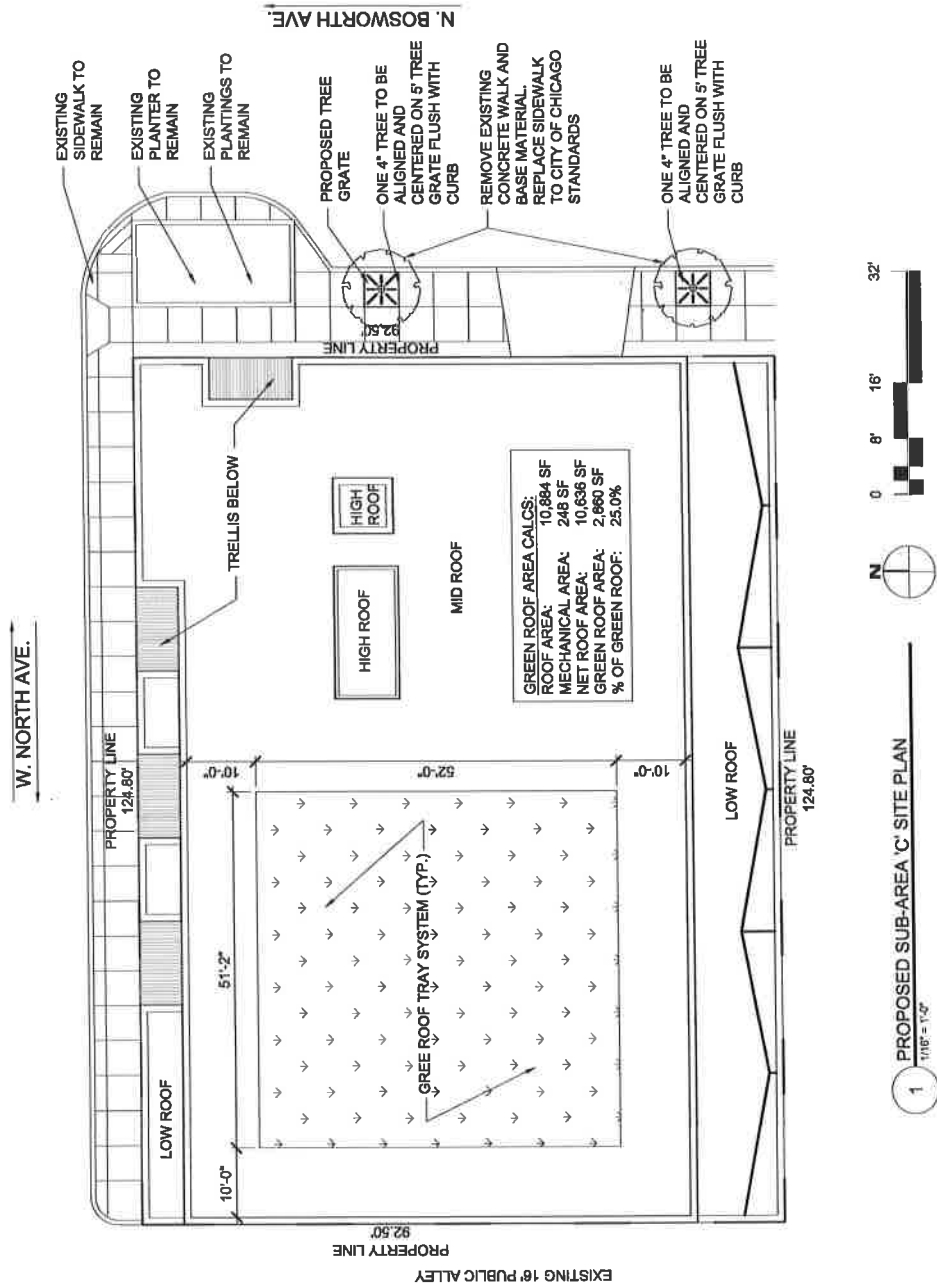 W. NORTH AVE.
N. BOSWORTH AVE.
EXISTING
SIDEWALK TO
REMAIN
EXISTING
PLANTER TO
REMAIN
EXISTING
PLANTINGS TO
REMAIN
PROPOSED TREE
GRATE
ONE 4" TREE TO BE
ALIGNED AND
CENTERED ON 5' TREE
GRATE FLUSH WITH
CURB
REMOVE EXISTING
CONCRETE WALK AND
BASE MATERIAL.
REPLACE SIDEWALK
TO CITY OF CHICAGO
STANDARDS
ONE 4" TREE TO BE
ALIGNED AND
CENTERED ON 5' TREE
GRATE FLUSH WITH
CURB
PROPERTY LINE
124.80'
PROPERTY LINE
92.50'
TRELLIS BELOW
LOW ROOF
10'-0"
51'-2"
10'-0"
52'-0"
10'-0"
HIGH ROOF
HIGH
ROOF
MID ROOF
GREE ROOF TRAY SYSTEM (TYP.)
GREEN ROOF AREA CALCS:
ROOF AREA: 10,884 SF
MECHANICAL AREA: 248 SF
NET ROOF AREA: 10,636 SF
GREEN ROOF AREA: 2,660 SF
% OF GREEN ROOF: 25.0%
EXISTING 16' PUBLIC ALLEY
PROPERTY LINE
92.50'
LOW ROOF
PROPERTY LINE
124.80'
1
PROPOSED SUB-AREA 'C' SITE PLAN
1/16" = 1'-0"
N
0 8' 16' 32'